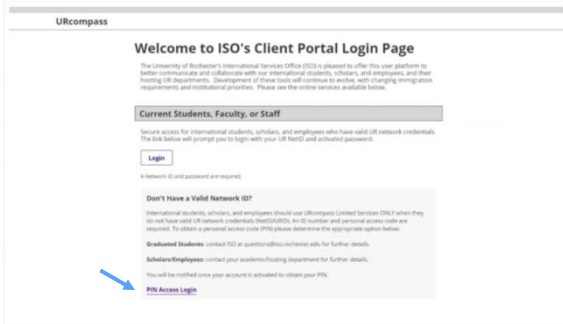 URcompass
Welcome to ISO's Client Portal Login Page
The University of Rochester's International Services Office (ISO) is pleased to offer this user platform to
better communicate and collaborate with our international students, scholars, and employees, and their
hosting UR departments. Development of these tools will continue to evolve, with changing immigration
requirements and institutional priorities. Please see the online services available below.
Current Students, Faculty, or Staff
Secure access for international students, scholars, and employees who have valid UR network credentials.
The link below will prompt you to login with your UR NetID and activated password.
Login
A Network ID and password are required.
Don't Have a Valid Network ID?
International students, scholars, and employees should use URcompass Limited Services ONLY when they
do not have valid UR network credentials (NetID/URID). An ID number and personal access code are
required. To obtain a personal access code (PIN) please determine the appropriate option below.
Graduated Students: contact ISO at questions@iso.rochester.edu for further details.
Scholars/Employees: contact your academic/hosting department for further details.
You will be notified once your account is activated to obtain your PIN.
PIN Access Login